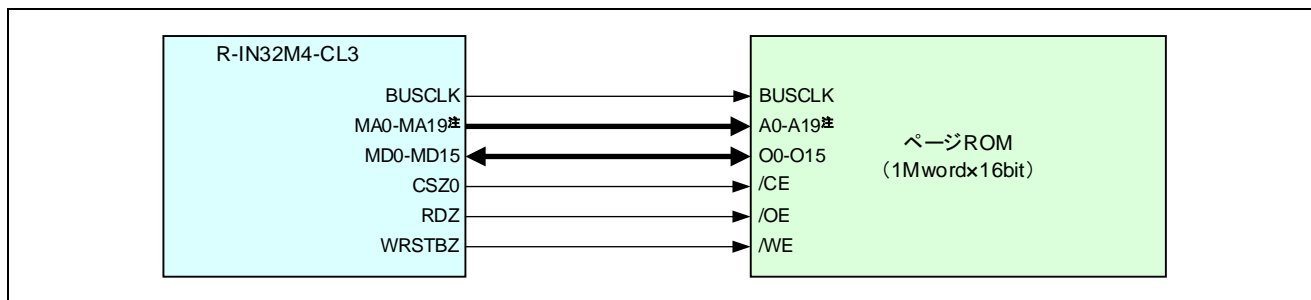 R-IN32M4-CL3
BUSCLK
MA0-MA19注
MD0-MD15
CSZ0
RDZ
WRSTBZ
BUSCLK
A0-A19注
O0-O15
/CE
/OE
/WE
ページROM
（1Mword×16bit）